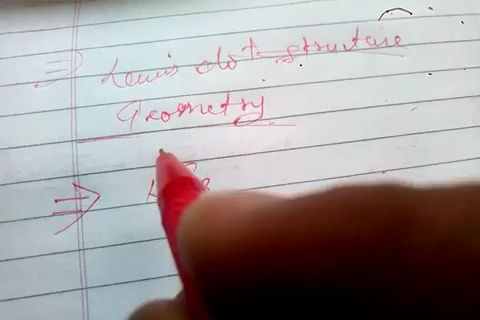 ⇒ Lewis dot structure
Geometry
⇒